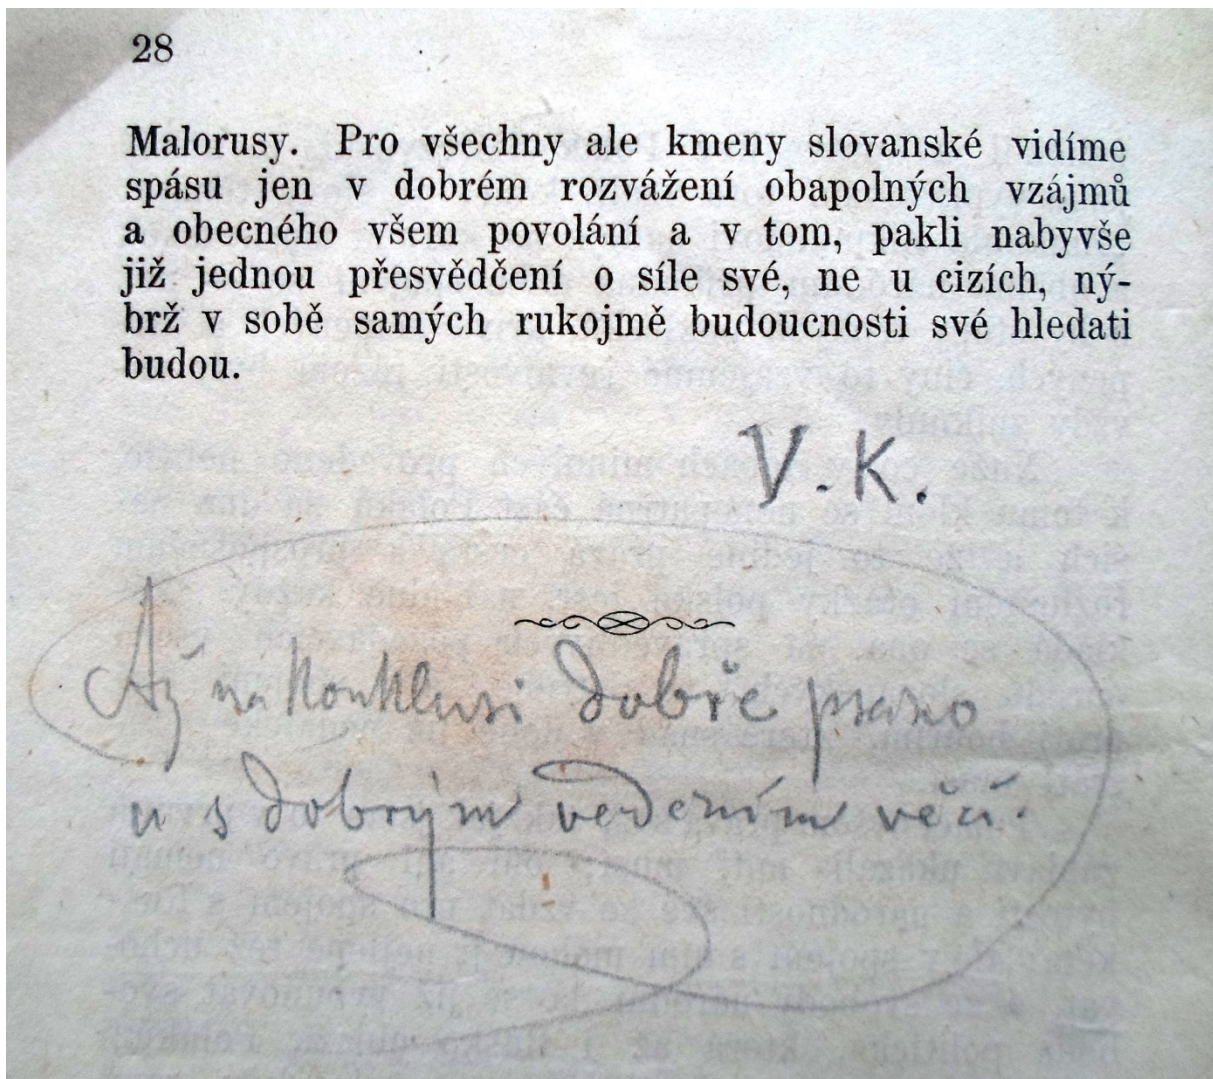 28
Malorusy. Pro všechny ale kmeny slovanské vidíme
spásu jen v dobrém rozvážení obapolných vzájmů
a obecného všem povolání a v tom, pakli nabyvše
již jednou přesvědčení o síle své, ne u cizích, ný-
brž v sobě samých rukojmě budoucnosti své hledati
budou.
V. K.
Až na konklusi dobře psáno
s dobrým vedením věcí.